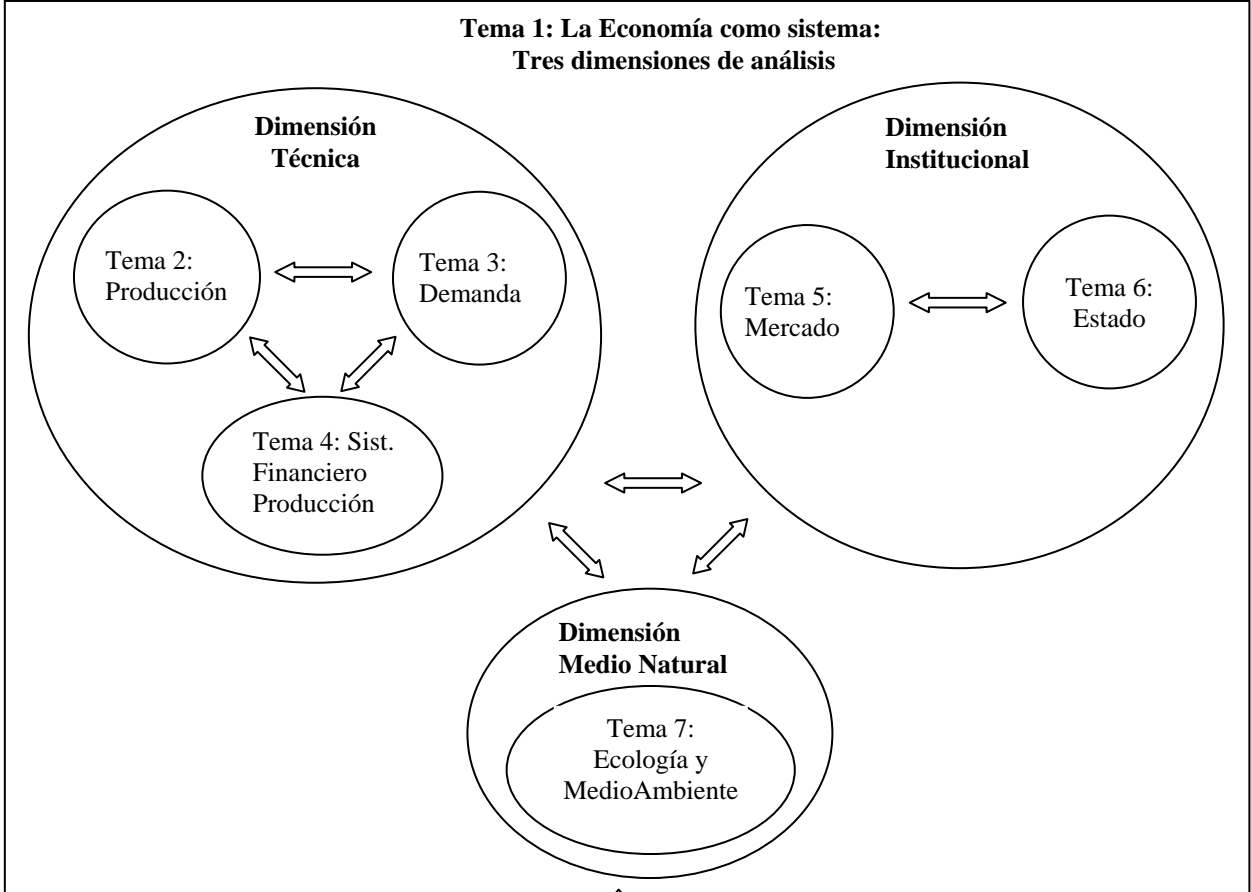 Tema 1: La Economía como sistema:
Tres dimensiones de análisis
Dimensión
Técnica
Tema 2:
Producción
Tema 3:
Demanda
Tema 4: Sist.
Financiero
Producción
Dimensión
Institucional
Tema 5:
Mercado
Tema 6:
Estado
Dimensión
Medio Natural
Tema 7:
Ecología y
MedioAmbiente